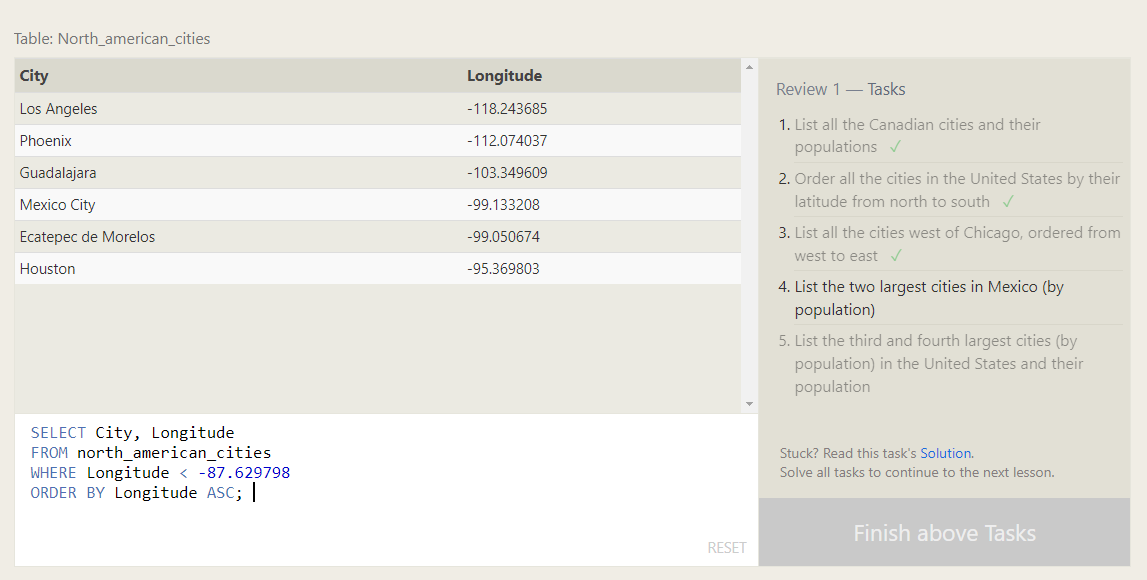 Table: North_american_cities
City Longitude
Los Angeles -118.243685
Phoenix -112.074037
Guadalajara -103.349609
Mexico City -99.133208
Ecatepec de Morelos -99.050674
Houston -95.369803
SELECT City, Longitude
FROM north_american_cities
WHERE Longitude < -87.629798
ORDER BY Longitude ASC;
RESET
Review 1 — Tasks
1. List all the Canadian cities and their
populations ✓
2. Order all the cities in the United States by their
latitude from north to south ✓
3. List all the cities west of Chicago, ordered from
west to east ✓
4. List the two largest cities in Mexico (by
population)
5. List the third and fourth largest cities (by
population) in the United States and their
population
Stuck? Read this task's Solution.
Solve all tasks to continue to the next lesson.
Finish above Tasks